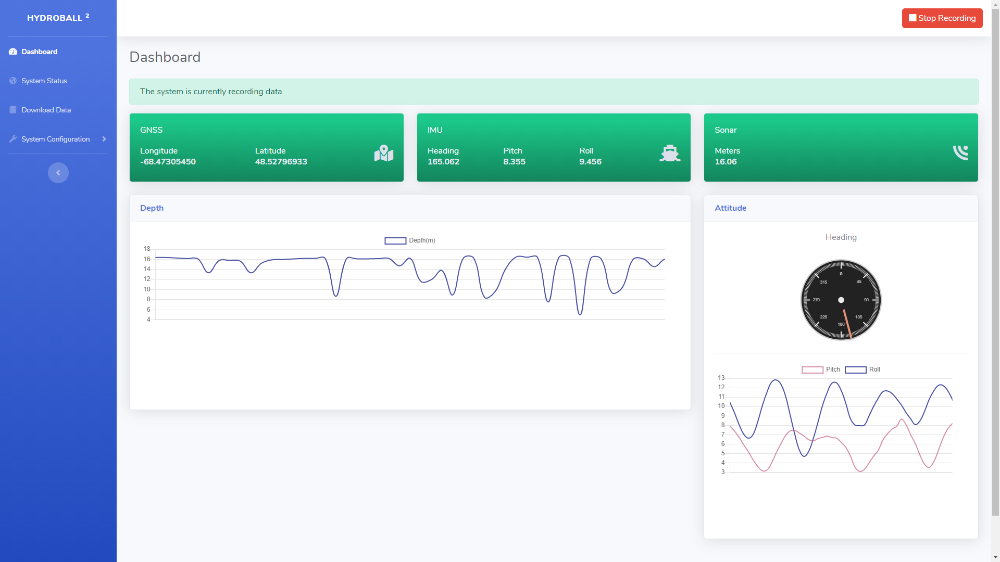 HYDROBALL 2
Stop Recording
Dashboard
System Status
Download Data
System Configuration
Dashboard
The system is currently recording data
GNSS
Longitude
-68.47305450
Latitude
48.52796933
IMU
Heading
165.062
Pitch
8.355
Roll
9.456
Sonar
Meters
16.06
Depth
Depth(m)
18
16
14
12
10
8
6
4
Attitude
Heading
0
45
90
135
180
225
270
315
Pitch
Roll
13
12
11
10
9
8
7
6
5
4
3